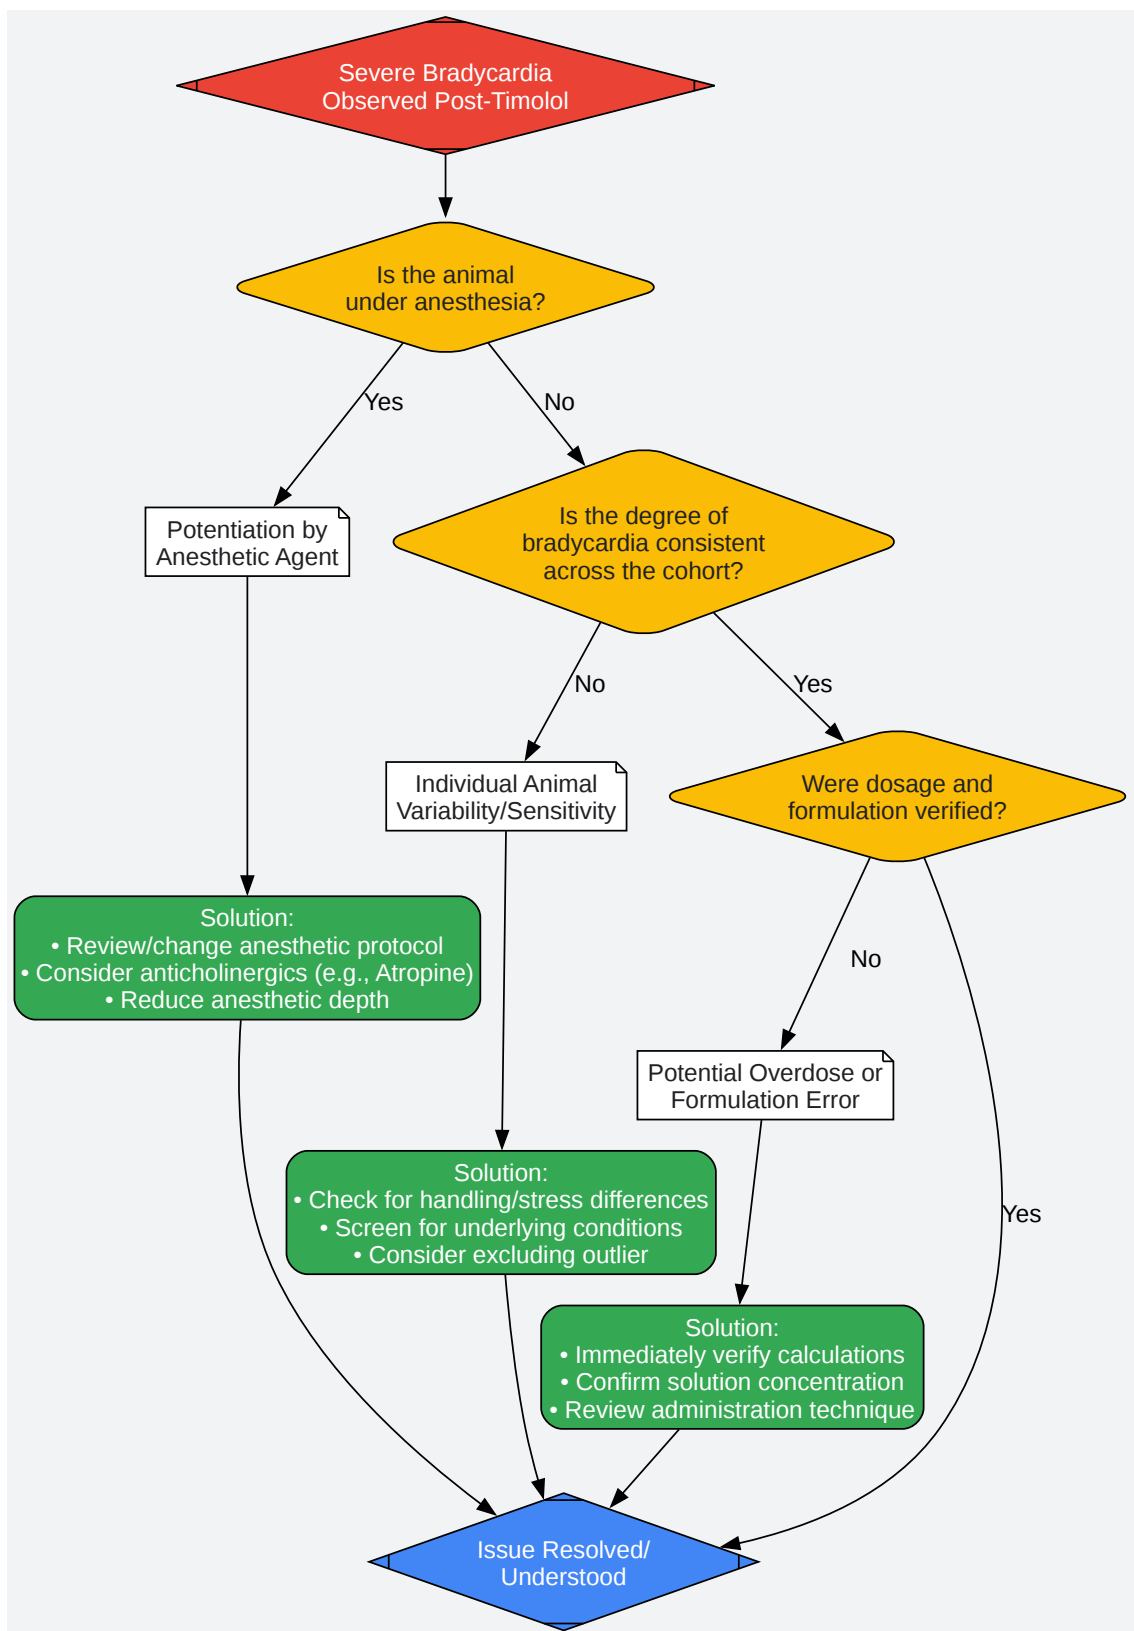 Severe Bradycardia
Observed Post-Timolol
Is the animal
under anesthesia?
Yes
No
Potentiation by
Anesthetic Agent
Is the degree of
bradycardia consistent
across the cohort?
No
Yes
Individual Animal
Variability/Sensitivity
Were dosage and
formulation verified?
Solution:
• Review/change anesthetic protocol
• Consider anticholinergics (e.g., Atropine)
• Reduce anesthetic depth
No
Potential Overdose or
Formulation Error
Solution:
• Check for handling/stress differences
• Screen for underlying conditions
• Consider excluding outlier
Yes
Solution:
• Immediately verify calculations
• Confirm solution concentration
• Review administration technique
Issue Resolved/
Understood